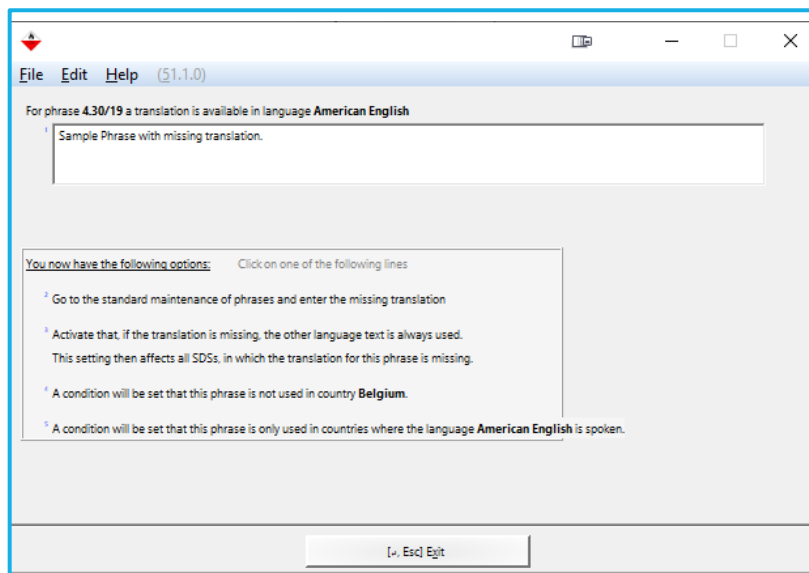 File Edit Help (51.1.0)
For phrase 4.30/19 a translation is available in language American English
1 Sample Phrase with missing translation.
You now have the following options: Click on one of the following lines
2 Go to the standard maintenance of phrases and enter the missing translation
3 Activate that, if the translation is missing, the other language text is always used.
This setting then affects all SDSs, in which the translation for this phrase is missing.
4 A condition will be set that this phrase is not used in country Belgium.
5 A condition will be set that this phrase is only used in countries where the language American English is spoken.
[↵, Esc] Exit